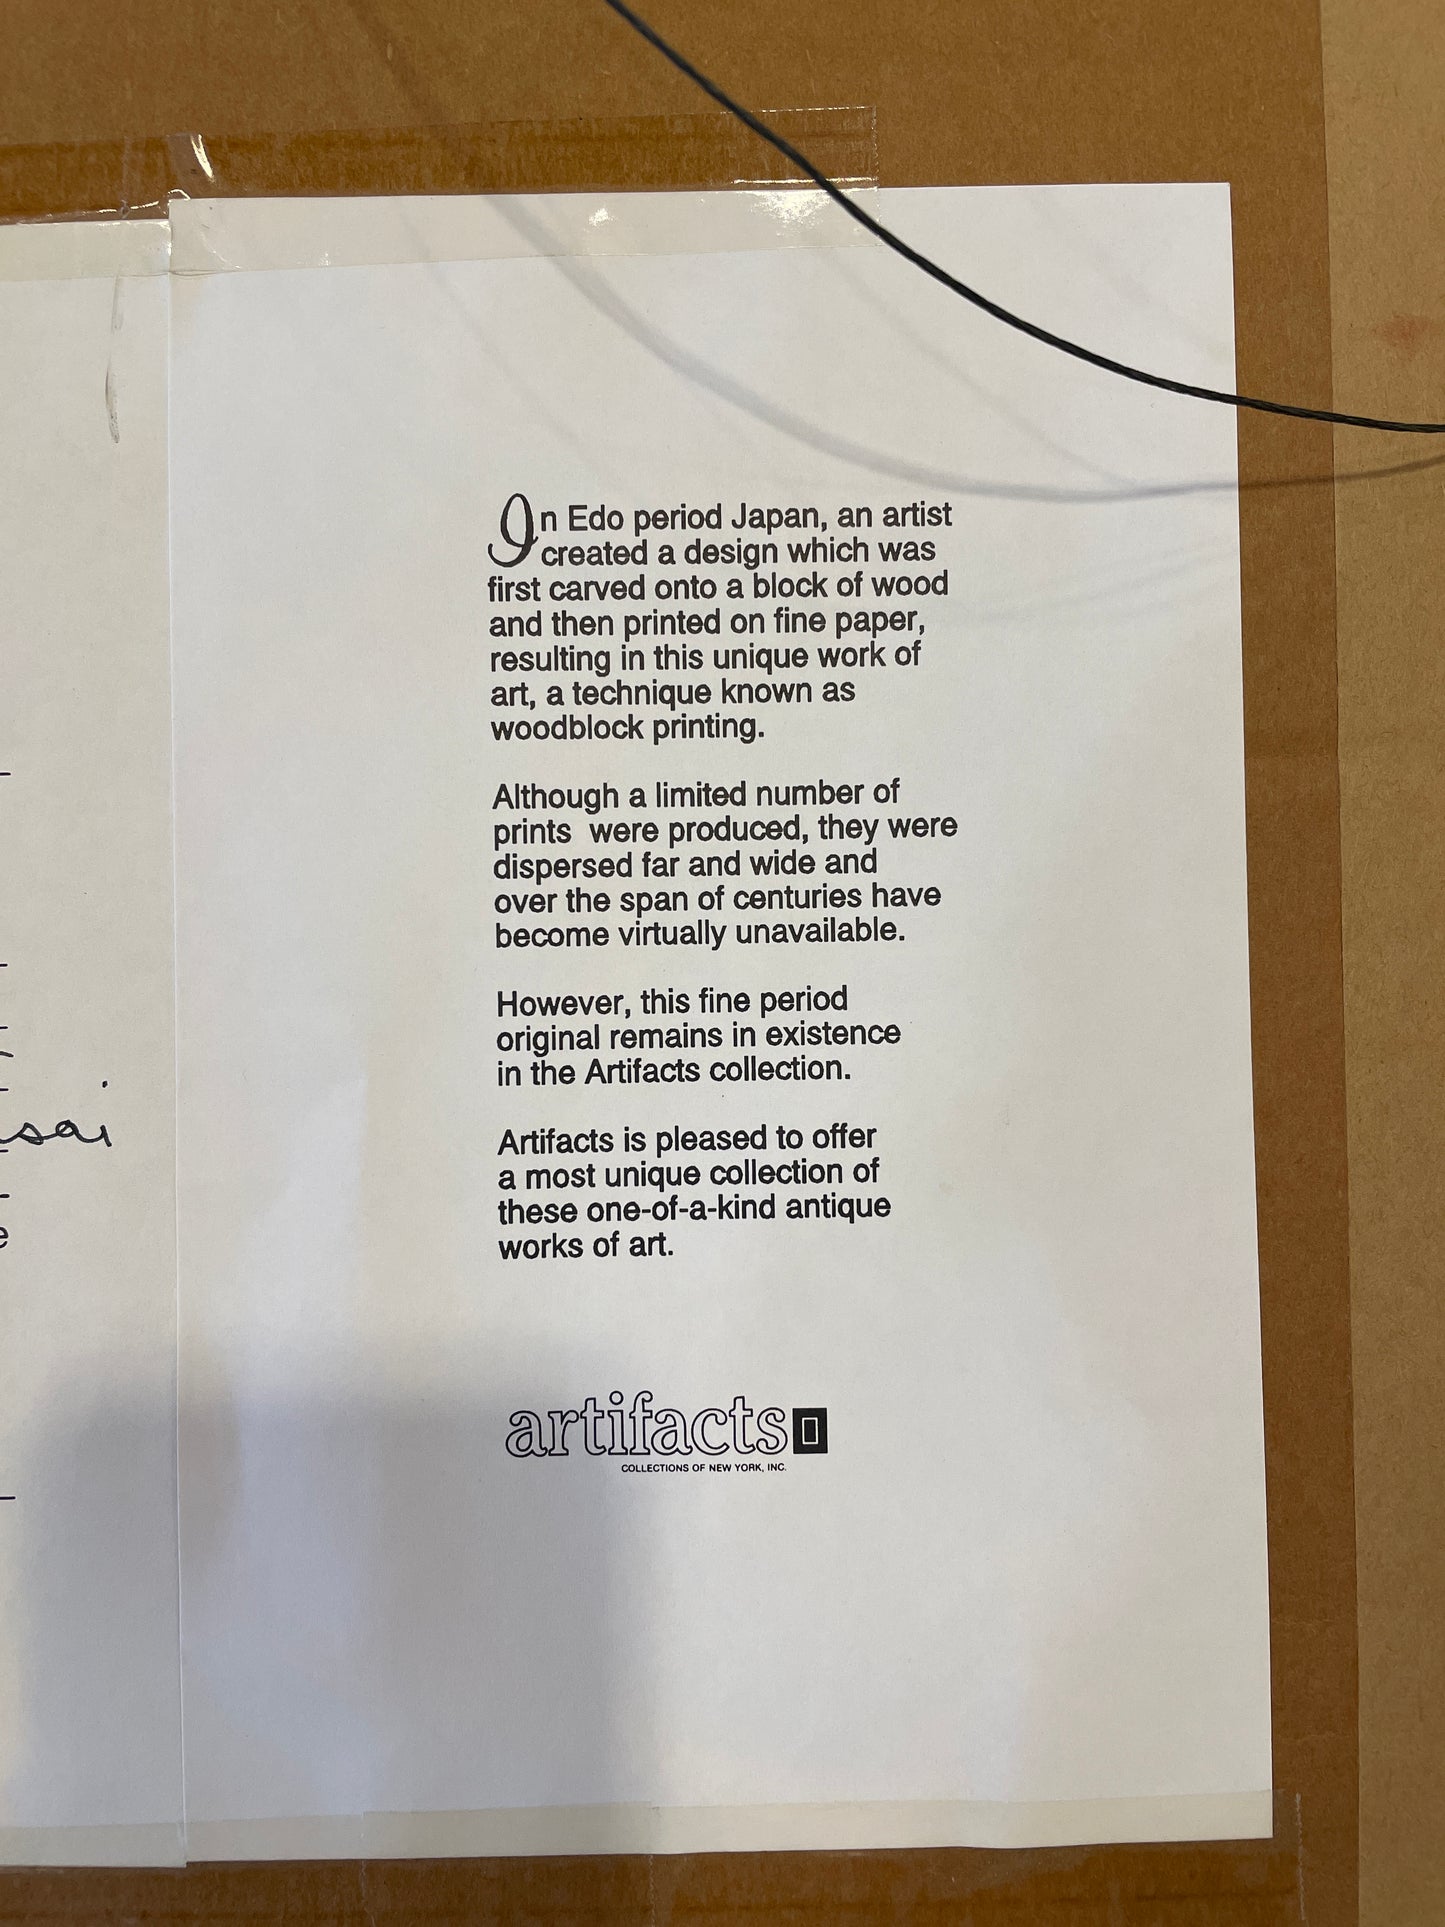 In Edo period Japan, an artist
created a design which was
first carved onto a block of wood
and then printed on fine paper,
resulting in this unique work of
art, a technique known as
woodblock printing.
Although a limited number of
prints were produced, they were
dispersed far and wide and
over the span of centuries have
become virtually unavailable.
However, this fine period
original remains in existence
in the Artifacts collection.
Artifacts is pleased to offer
a most unique collection of
these one-of-a-kind antique
works of art.
artifacts
COLLECTIONS OF NEW YORK, INC.